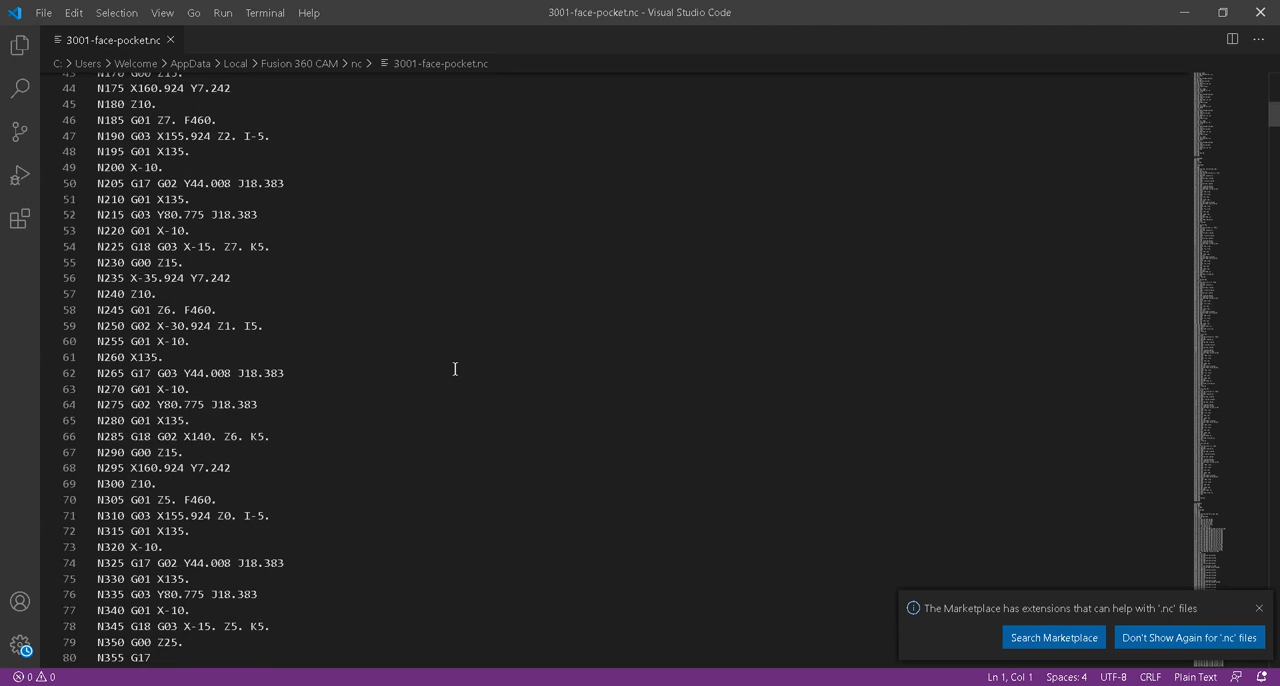 File Edit Selection View Go Run Terminal Help 3001-face-pocket.nc - Visual Studio Code
3001-face-pocket.nc
C: > Users > Welcome > AppData > Local > Fusion 360 CAM > nc > 3001-face-pocket.nc
43 N170 G00 Z15.
44 N175 X160.924 Y7.242
45 N180 Z10.
46 N185 G01 Z7. F460.
47 N190 G03 X155.924 Z2. I-5.
48 N195 G01 X135.
49 N200 X-10.
50 N205 G17 G02 Y44.008 J18.383
51 N210 G01 X135.
52 N215 G03 Y80.775 J18.383
53 N220 G01 X-10.
54 N225 G18 G03 X-15. Z7. K5.
55 N230 G00 Z15.
56 N235 X-35.924 Y7.242
57 N240 Z10.
58 N245 G01 Z6. F460.
59 N250 G02 X-30.924 Z1. I5.
60 N255 G01 X-10.
61 N260 X135.
62 N265 G17 G03 Y44.008 J18.383
63 N270 G01 X-10.
64 N275 G02 Y80.775 J18.383
65 N280 G01 X135.
66 N285 G18 G02 X140. Z6. K5.
67 N290 G00 Z15.
68 N295 X160.924 Y7.242
69 N300 Z10.
70 N305 G01 Z5. F460.
71 N310 G03 X155.924 Z0. I-5.
72 N315 G01 X135.
73 N320 X-10.
74 N325 G17 G02 Y44.008 J18.383
75 N330 G01 X135.
76 N335 G03 Y80.775 J18.383
77 N340 G01 X-10.
78 N345 G18 G03 X-15. Z5. K5.
79 N350 G00 Z25.
80 N355 G17
The Marketplace has extensions that can help with '.nc' files
Search Marketplace Don't Show Again for '.nc' files
0 0 Ln 1, Col 1 Spaces: 4 UTF-8 CRLF Plain Text